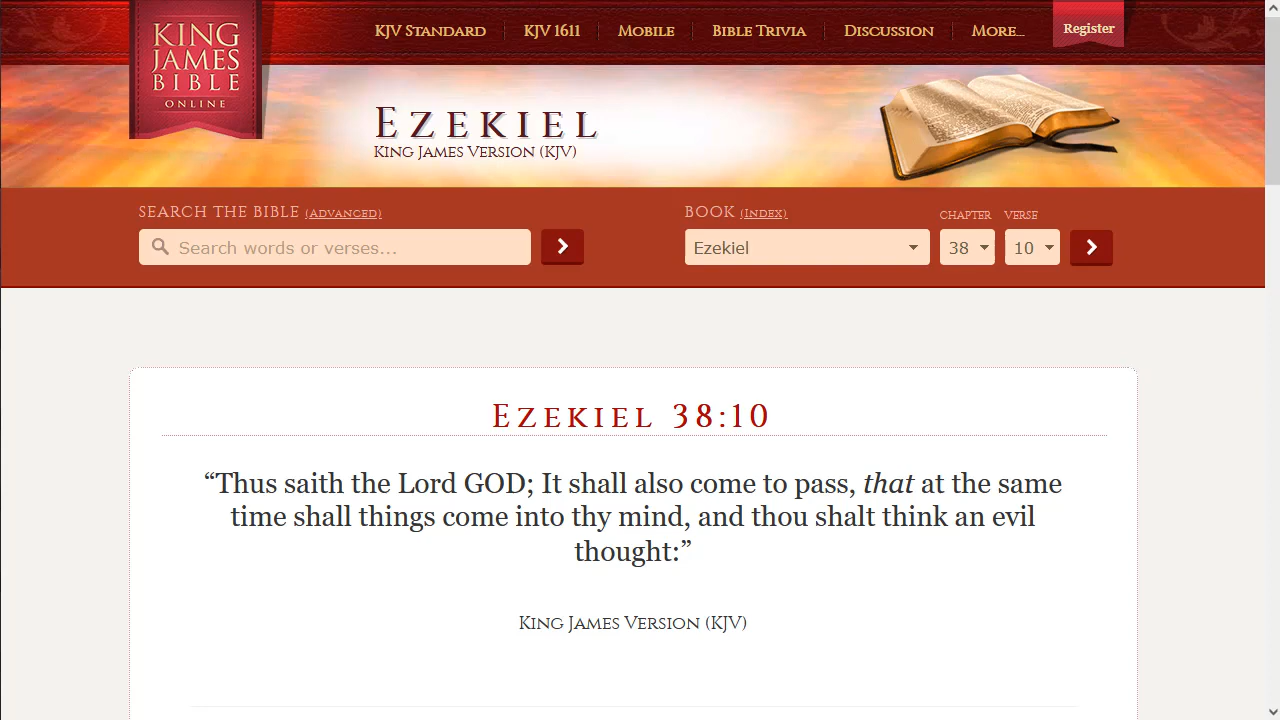 KING JAMES BIBLE ONLINE
KJV STANDARD
KJV 1611
MOBILE
BIBLE TRIVIA
DISCUSSION
MORE...
Register
EZEKIEL
KING JAMES VERSION (KJV)
SEARCH THE BIBLE (ADVANCED)
BOOK (INDEX)
CHAPTER
VERSE
Search words or verses...
Ezekiel
38
10
EZEKIEL 38:10
“Thus saith the Lord GOD; It shall also come to pass, that at the same
time shall things come into thy mind, and thou shalt think an evil
thought:”
KING JAMES VERSION (KJV)